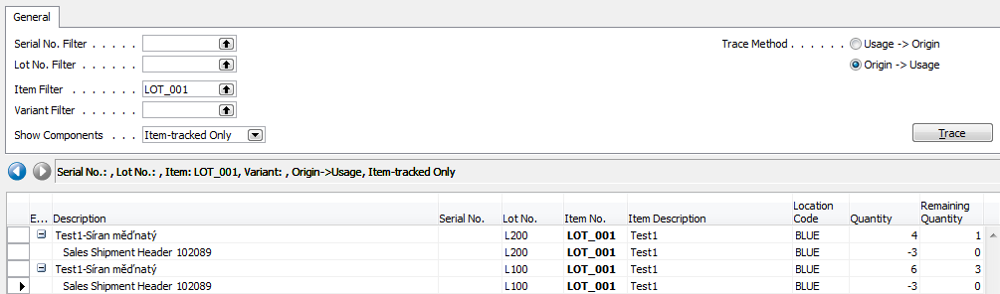 General
Serial No. Filter . . . . . Trace Method . . . . . . Usage -> Origin
Lot No. Filter . . . . . . Origin -> Usage
Item Filter . . . . . . . LOT_001
Variant Filter . . . . . .
Show Components . . . Item-tracked Only Trace
Serial No.: , Lot No.: , Item: LOT_001, Variant: , Origin->Usage, Item-tracked Only
E... Description Serial No. Lot No. Item No. Item Description Location Code Quantity Remaining Quantity
Test1-Síran měďnatý L200 LOT_001 Test1 BLUE 4 1
Sales Shipment Header 102089 L200 LOT_001 Test1 BLUE -3 0
Test1-Síran měďnatý L100 LOT_001 Test1 BLUE 6 3
Sales Shipment Header 102089 L100 LOT_001 Test1 BLUE -3 0